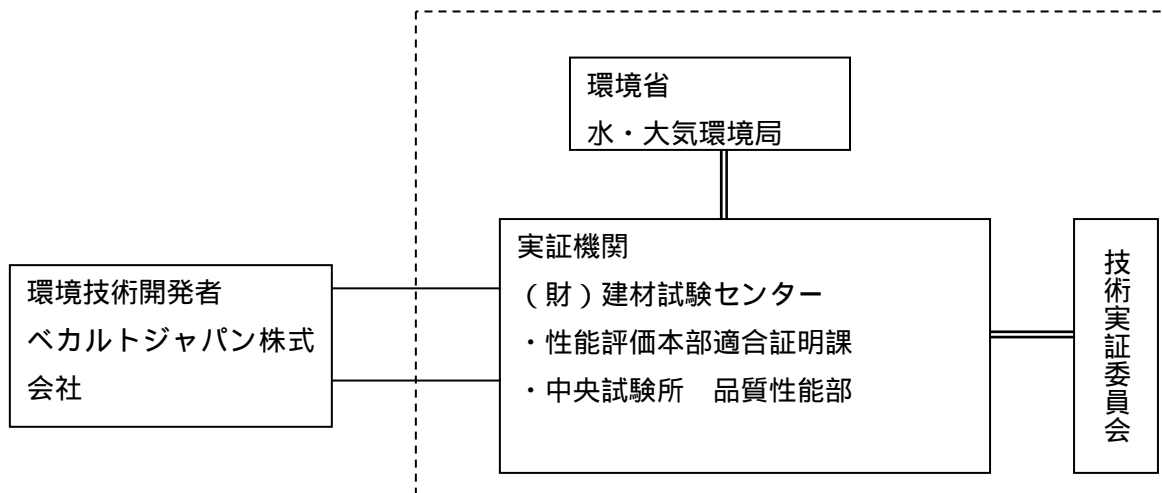 環境省
水・大気環境局
実証機関
（財）建材試験センター
・性能評価本部適合証明課
・中央試験所　品質性能部
環境技術開発者
ベカルトジャパン株式
会社
技術実証委員会